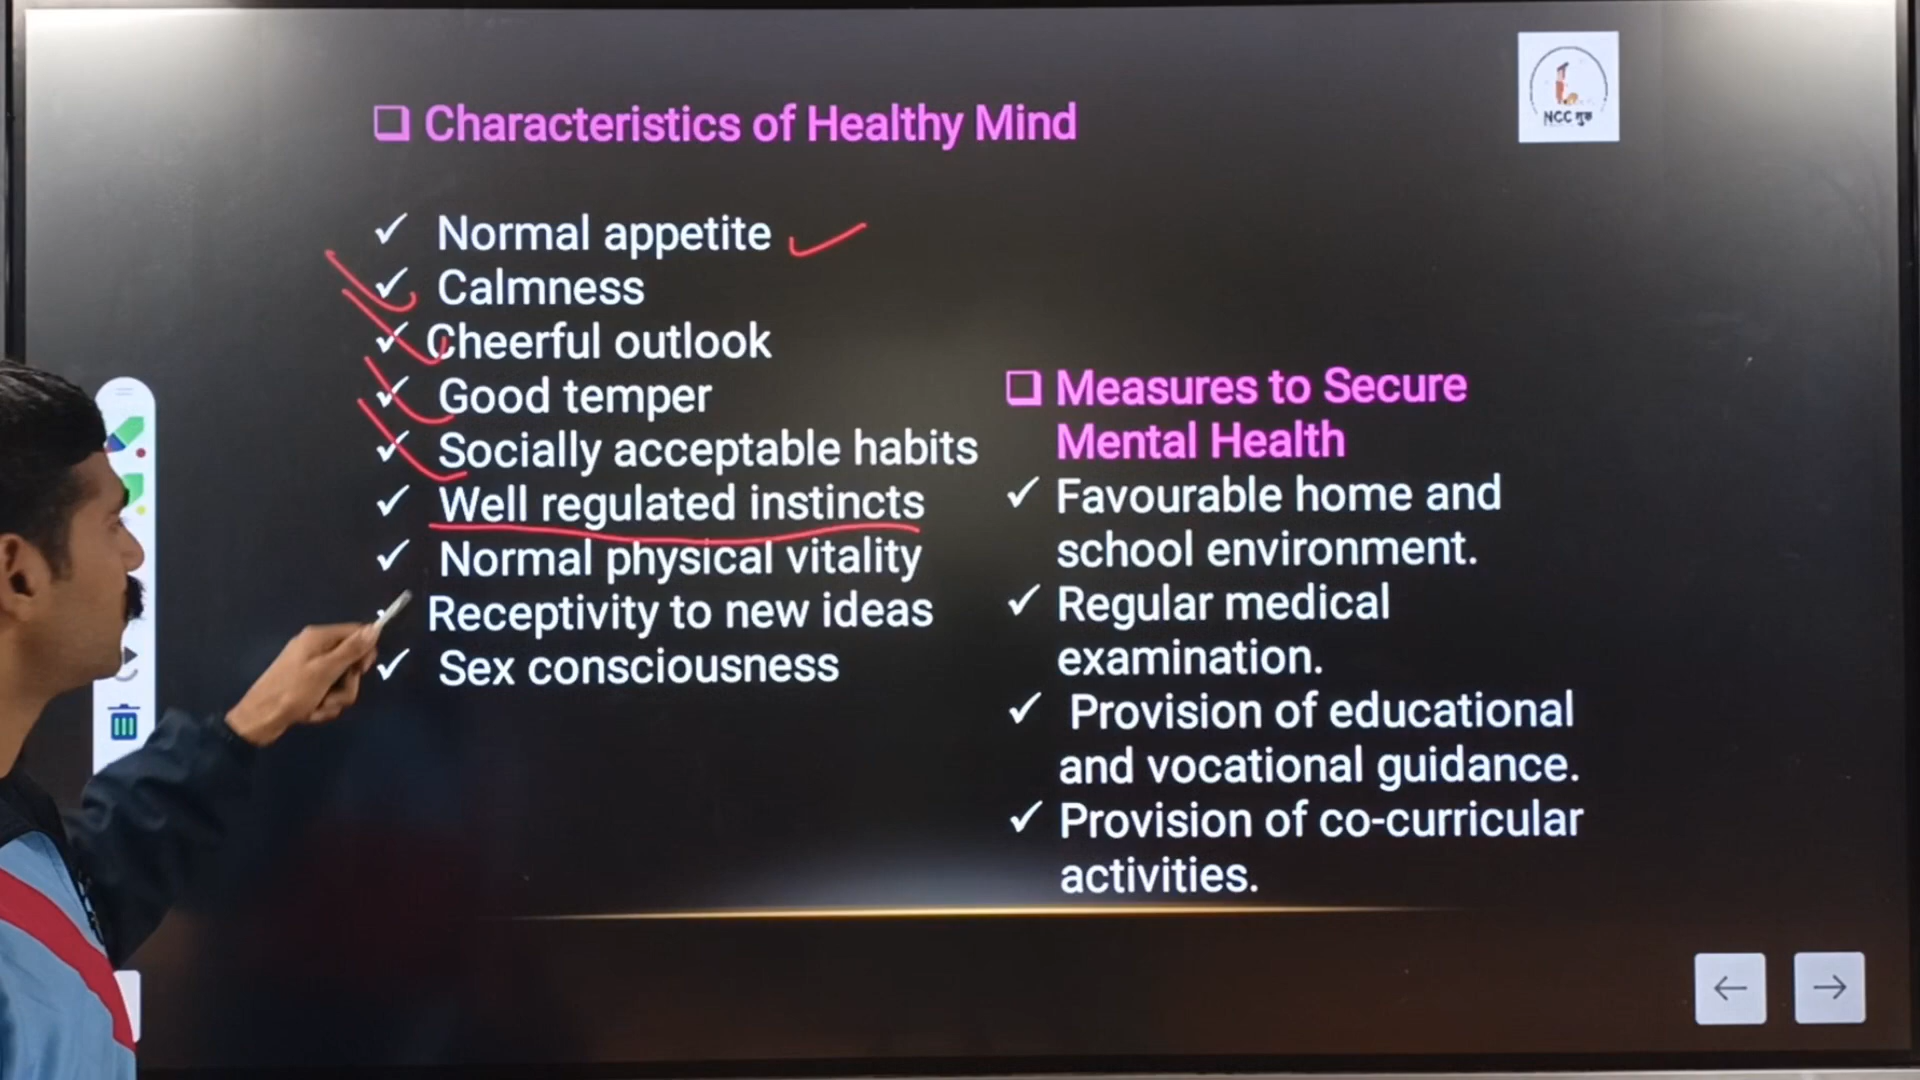 Characteristics of Healthy Mind
Normal appetite
Calmness
Cheerful outlook
Good temper
Socially acceptable habits
Well regulated instincts
Normal physical vitality
Receptivity to new ideas
Sex consciousness
Measures to Secure
Mental Health
Favourable home and
school environment.
Regular medical
examination.
Provision of educational
and vocational guidance.
Provision of co-curricular
activities.
NCC गुरु